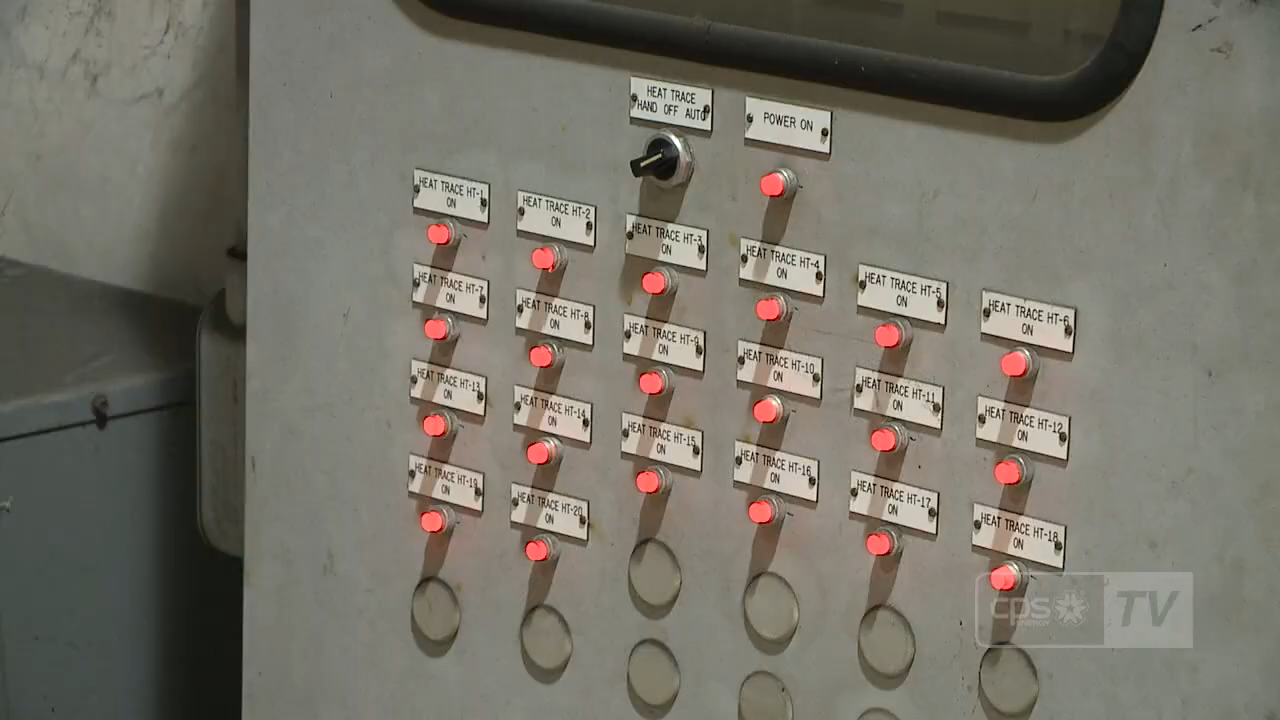 HEAT TRACE
HAND OFF AUTO
POWER ON
HEAT TRACE HT-1
ON
HEAT TRACE HT-2
ON
HEAT TRACE HT-3
ON
HEAT TRACE HT-4
ON
HEAT TRACE HT-5
ON
HEAT TRACE HT-6
ON
HEAT TRACE HT-7
ON
HEAT TRACE HT-8
ON
HEAT TRACE HT-9
ON
HEAT TRACE HT-10
ON
HEAT TRACE HT-11
ON
HEAT TRACE HT-12
ON
HEAT TRACE HT-13
ON
HEAT TRACE HT-14
ON
HEAT TRACE HT-15
ON
HEAT TRACE HT-16
ON
HEAT TRACE HT-17
ON
HEAT TRACE HT-18
ON
HEAT TRACE HT-19
ON
HEAT TRACE HT-20
ON
cps TV
ENERGY